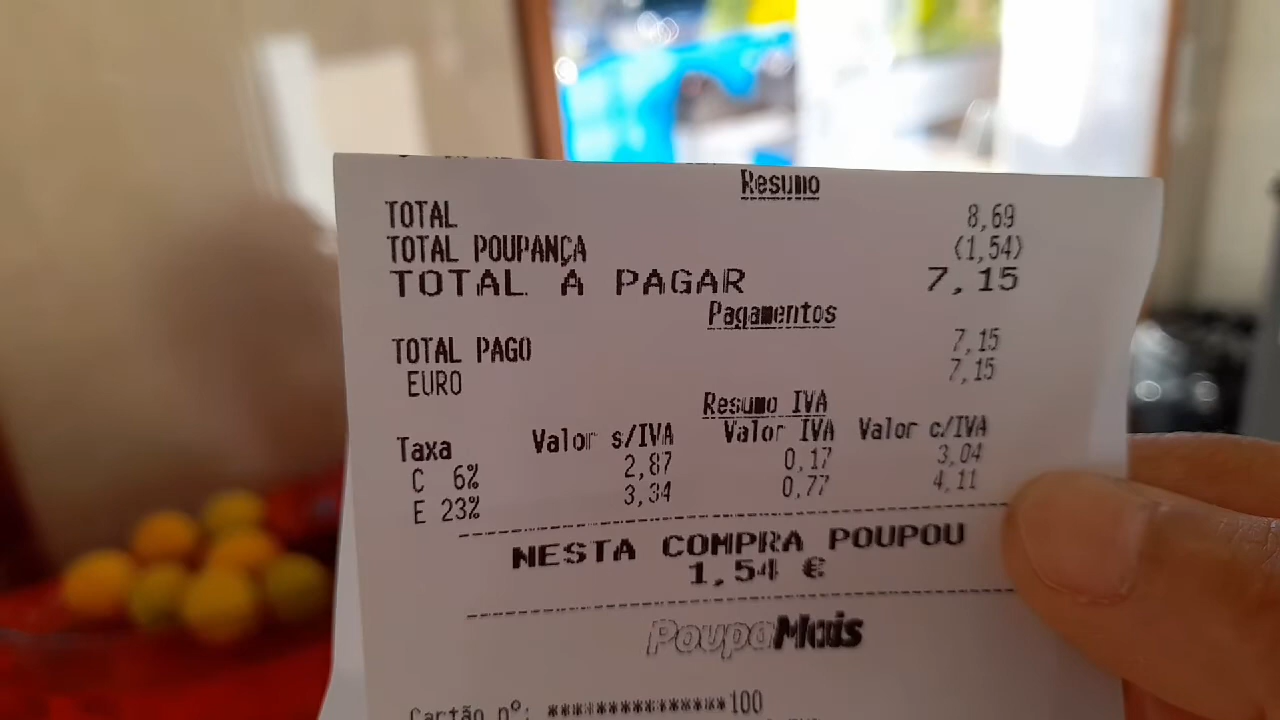 Resumo
TOTAL 8,69
TOTAL POUPANÇA (1,54)
TOTAL A PAGAR 7,15
Pagamentos
TOTAL PAGO 7,15
EURO 7,15
Resumo IVA
Taxa Valor s/IVA Valor IVA Valor c/IVA
C 6% 2,87 0,17 3,04
E 23% 3,34 0,77 4,11
NESTA COMPRA POUPOU
1,54 €
PoupaMais
Cartão nº: ****************100